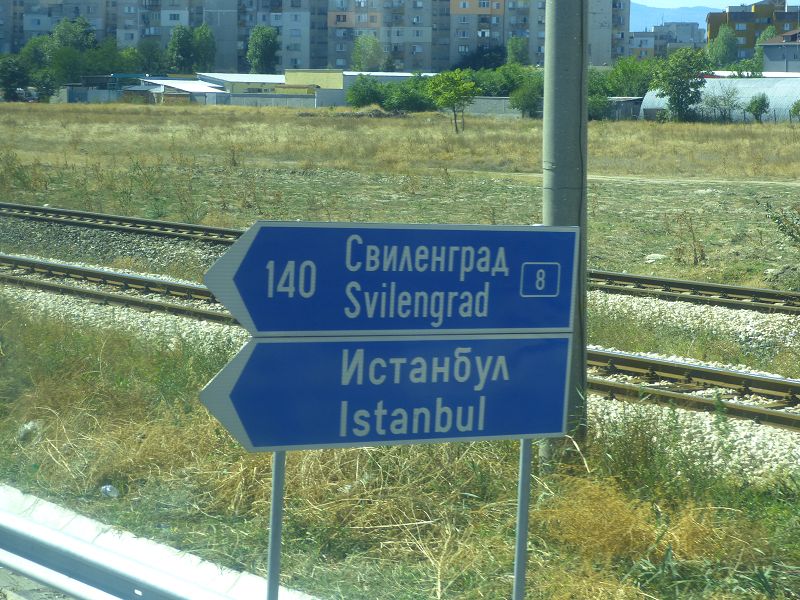 140 Свиленград 8
Svilengrad
Истанбул
Istanbul